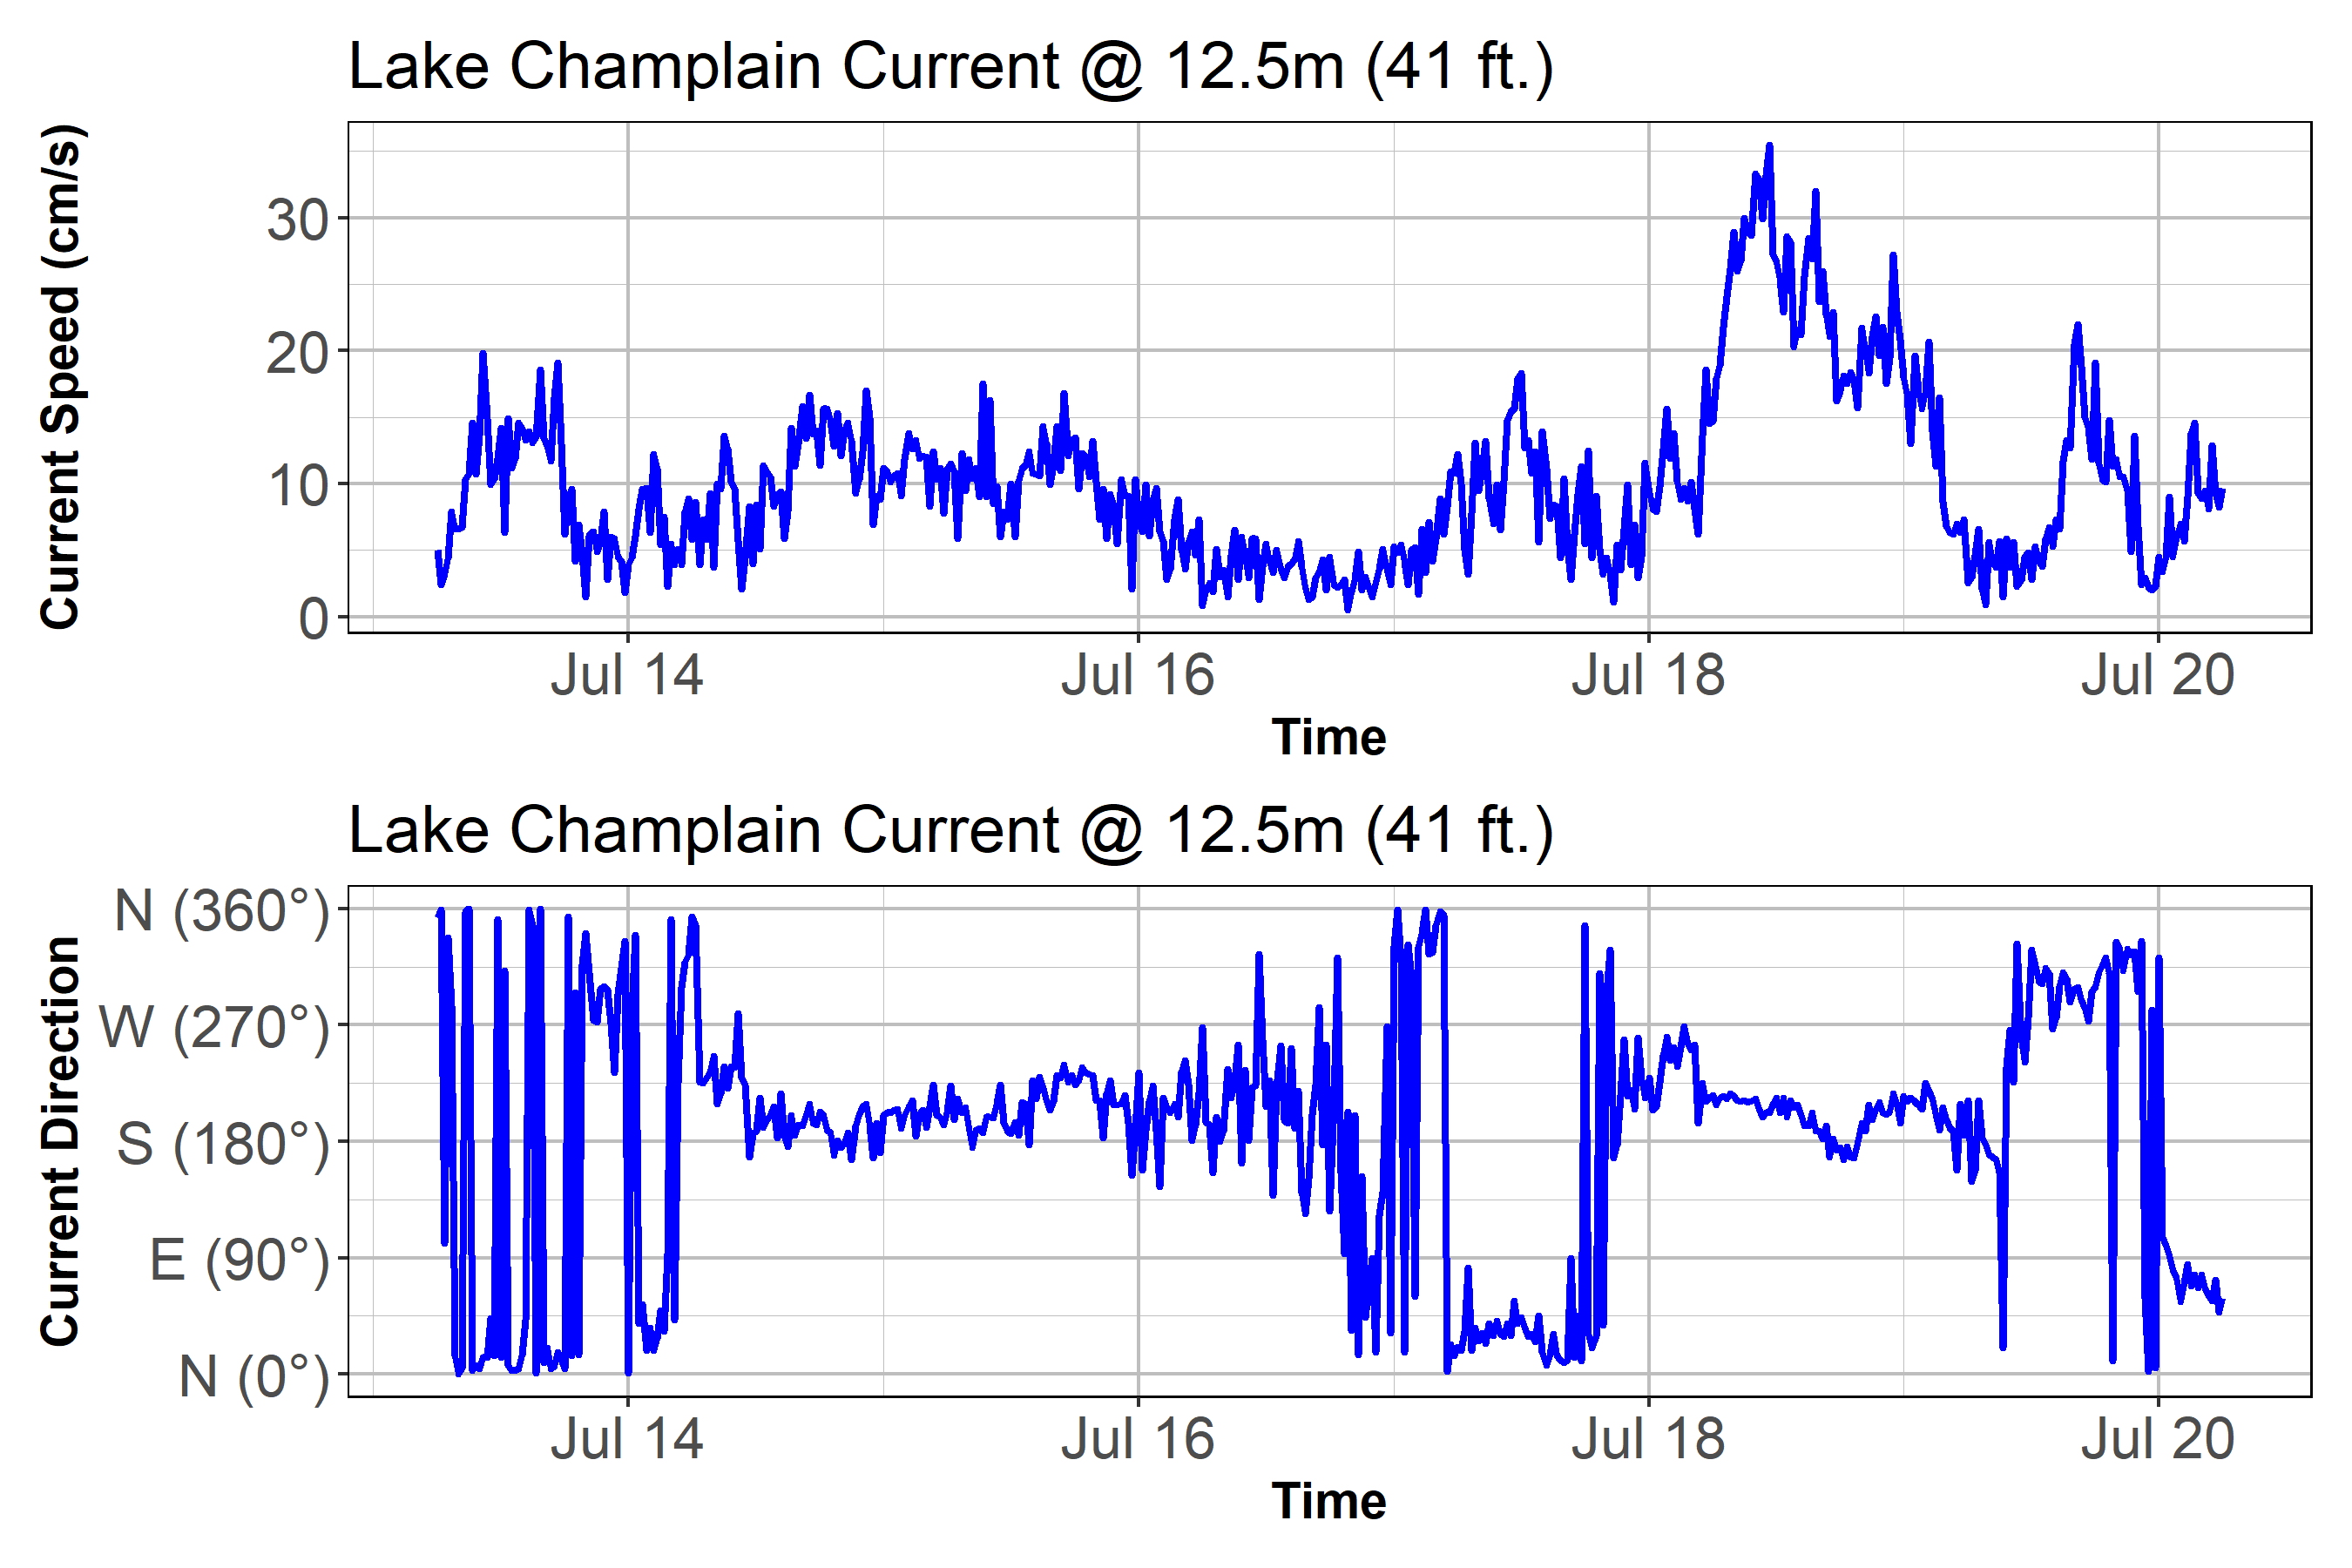 Lake Champlain Current @ 12.5m (41 ft.)
Current Speed (cm/s)
30
20
10
0
Jul 14 Jul 16 Jul 18 Jul 20
Time
Lake Champlain Current @ 12.5m (41 ft.)
Current Direction
N (360°)
W (270°)
S (180°)
E (90°)
N (0°)
Jul 14 Jul 16 Jul 18 Jul 20
Time